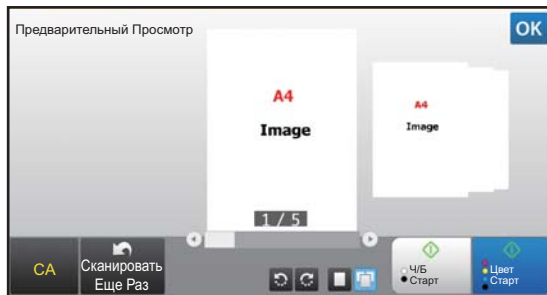 Предварительный Просмотр
OK
A4
Image
A4
Image
1 / 5
CA
Сканировать
Еще Раз
Ч/Б
Старт
Цвет
Старт